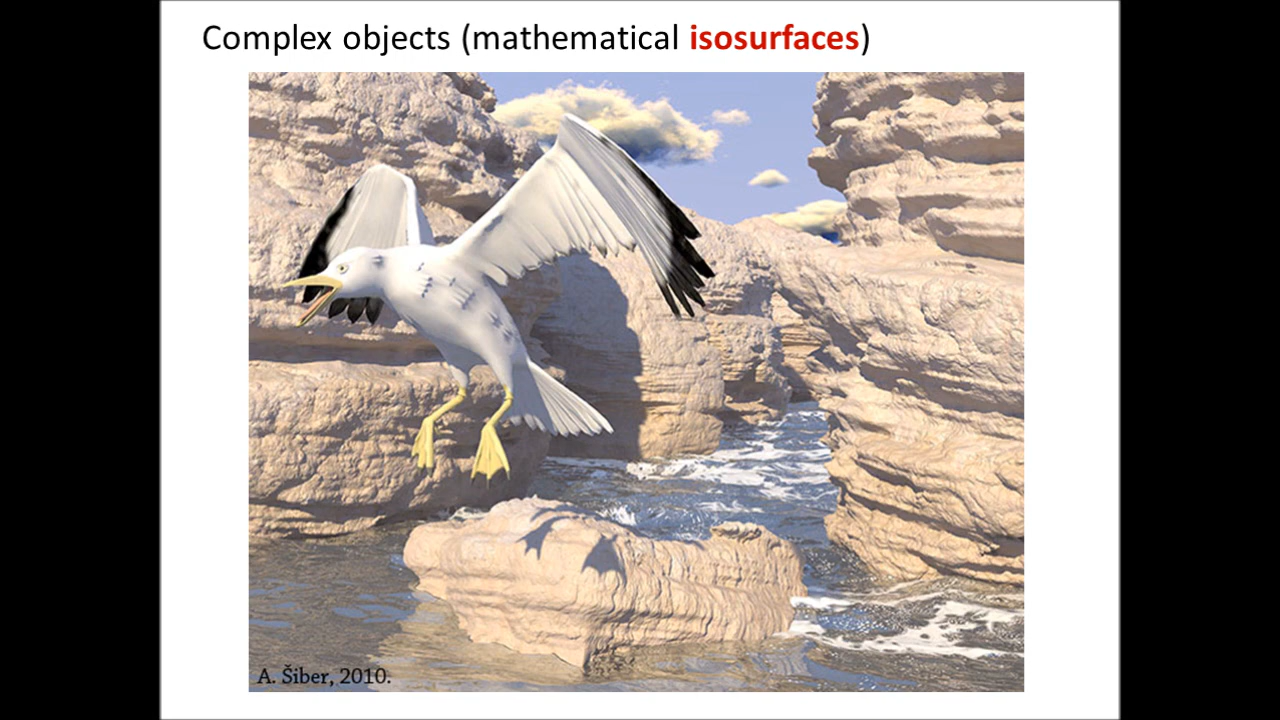 Complex objects (mathematical isosurfaces)
A. Šiber, 2010.